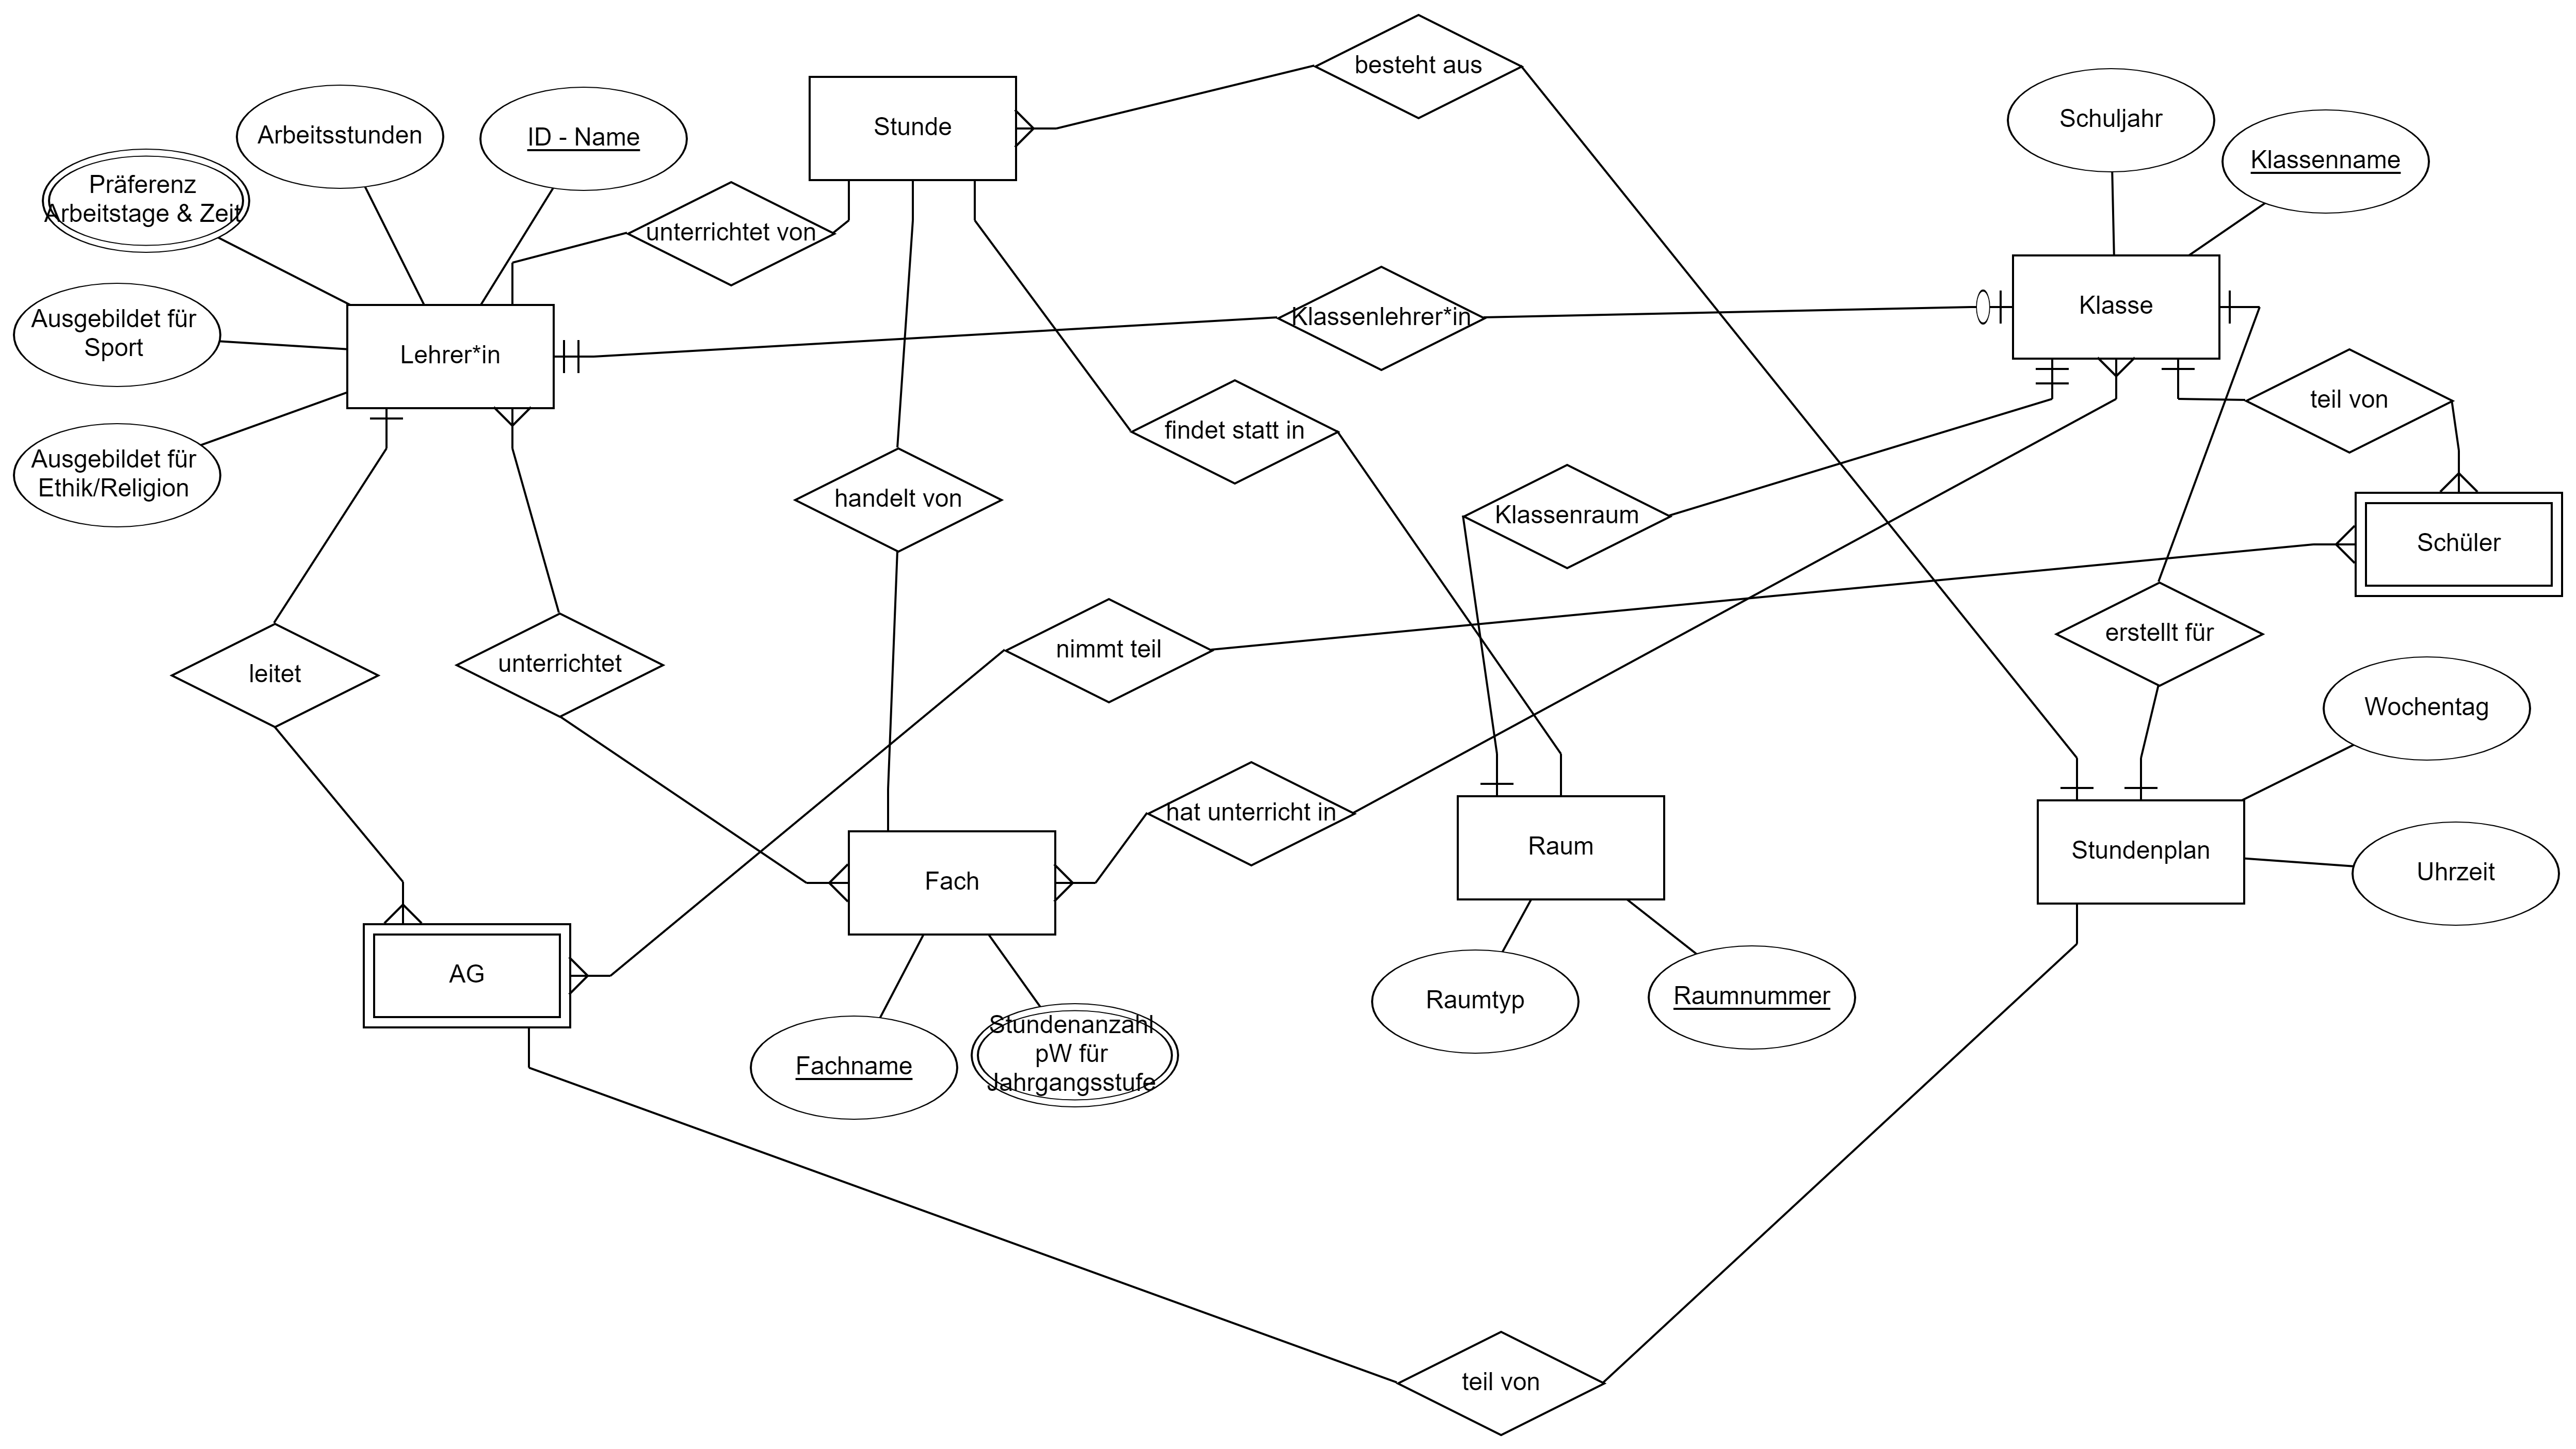 besteht aus
Stunde
Schuljahr
Klassenname
Arbeitsstunden
ID - Name
Präferenz
Arbeitstage & Zeit
unterrichtet von
Ausgebildet für
Sport
Lehrer*in
Klassenlehrer*in
Klasse
teil von
findet statt in
Ausgebildet für
Ethik/Religion
handelt von
Klassenraum
Schüler
leitet
unterrichtet
nimmt teil
erstellt für
Wochentag
hat unterricht in
Raum
Stundenplan
Uhrzeit
Fach
AG
Raumtyp
Raumnummer
Fachname
Stundenanzahl
pW für
Jahrgangsstufe
teil von